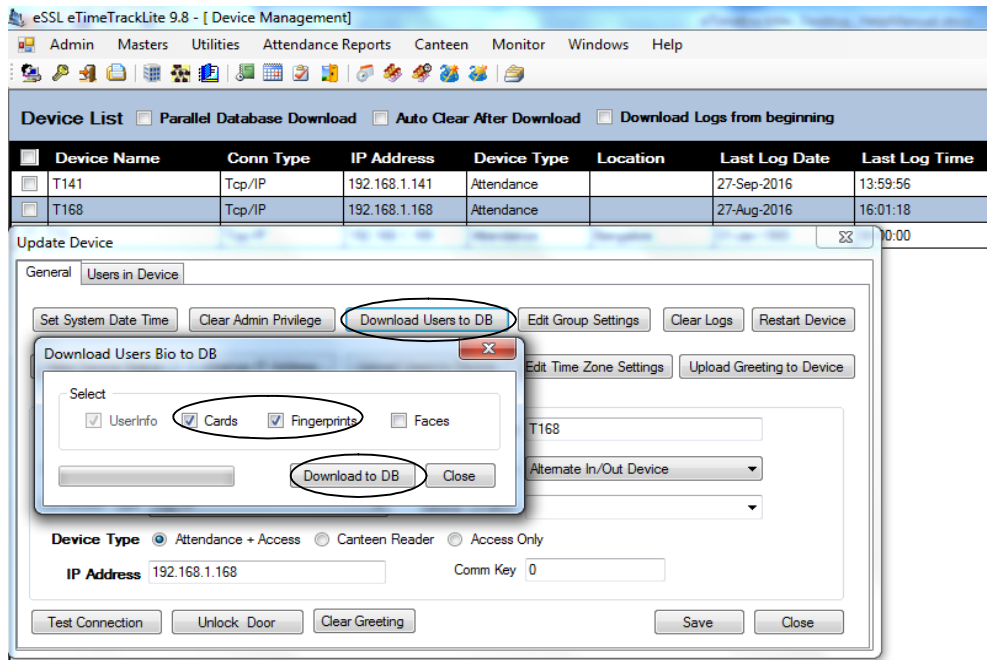 eSSL eTimeTrackLite 9.8 - [ Device Management]
Admin Masters Utilities Attendance Reports Canteen Monitor Windows Help
Device List Parallel Database Download Auto Clear After Download Download Logs from beginning
Device Name Conn Type IP Address Device Type Location Last Log Date Last Log Time
T141 Tcp/IP 192.168.1.141 Attendance 27-Sep-2016 13:59:56
T168 Tcp/IP 192.168.1.168 Attendance 27-Aug-2016 16:01:18
Update Device
General Users in Device
Set System Date Time Clear Admin Privilege Download Users to DB Edit Group Settings Clear Logs Restart Device
Download Users Bio to DB
Edit Time Zone Settings Upload Greeting to Device
Select
UserInfo Cards Fingerprints Faces
T168
Download to DB Close
Alternate In/Out Device
Device Type Attendance + Access Canteen Reader Access Only
IP Address 192.168.1.168 Comm Key 0
Test Connection Unlock Door Clear Greeting Save Close